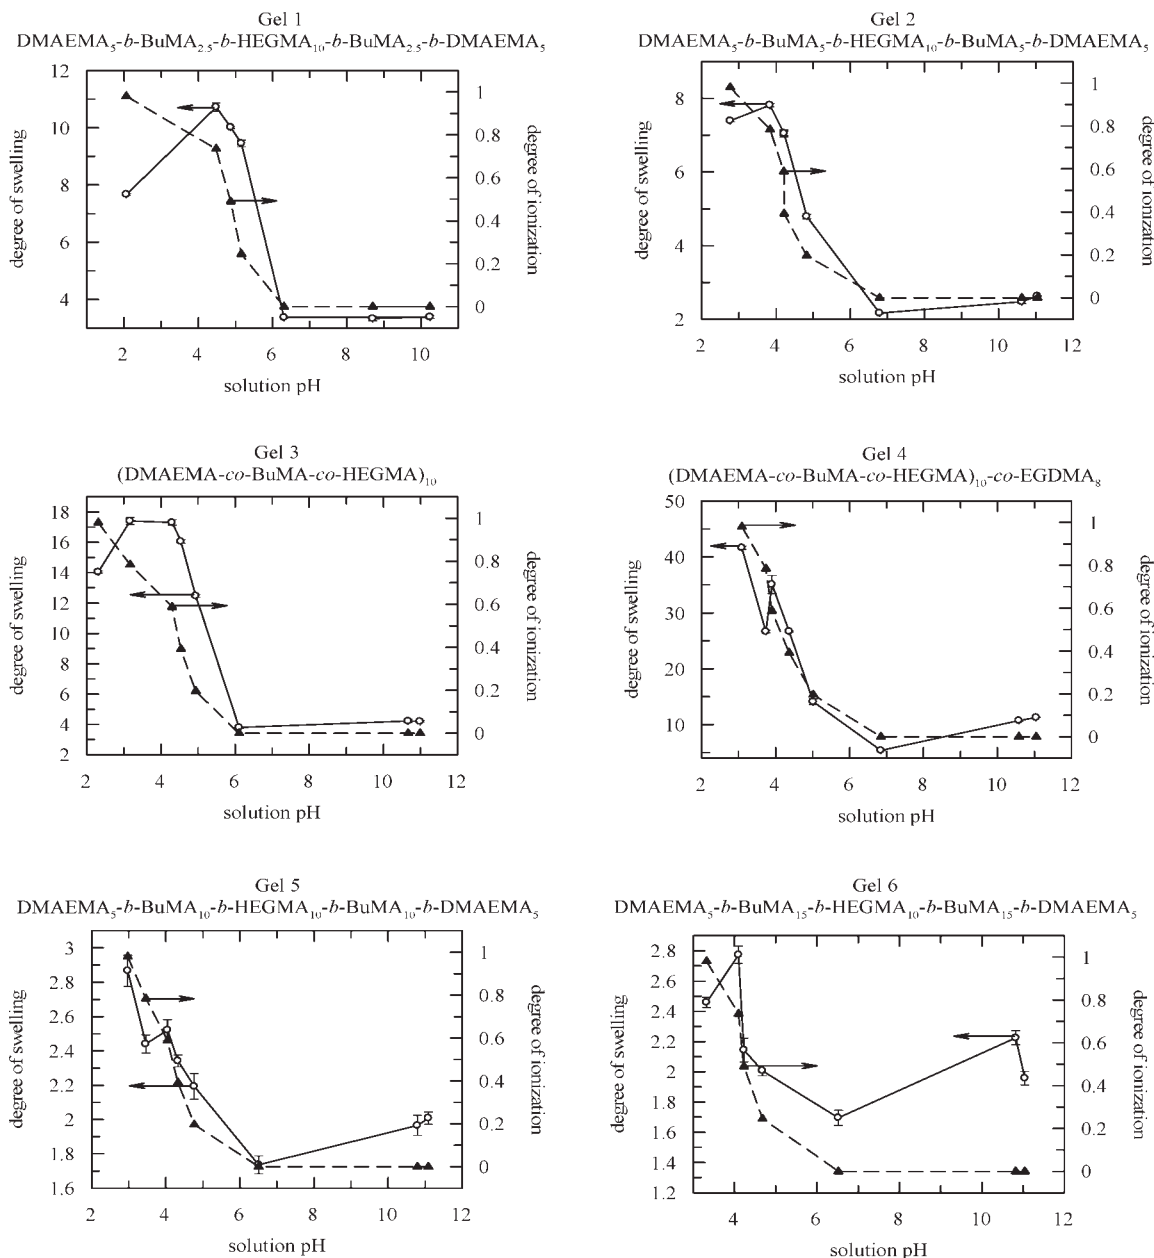 Gel 1
DMAEMA₅-b-BuMA₂.₅-b-HEGMA₁₀-b-BuMA₂.₅-b-DMAEMA₅
12
10
8
6
4
degree of swelling
1
0.8
0.6
0.4
0.2
0
degree of ionization
2 4 6 8 10
solution pH
Gel 2
DMAEMA₅-b-BuMA₅-b-HEGMA₁₀-b-BuMA₅-b-DMAEMA₅
8
6
4
2
degree of swelling
1
0.8
0.6
0.4
0.2
0
degree of ionization
2 4 6 8 10 12
solution pH
Gel 3
(DMAEMA-co-BuMA-co-HEGMA)₁₀
18
16
14
12
10
8
6
4
2
degree of swelling
1
0.8
0.6
0.4
0.2
0
degree of ionization
2 4 6 8 10 12
solution pH
Gel 4
(DMAEMA-co-BuMA-co-HEGMA)₁₀-co-EGDMA₈
50
40
30
20
10
degree of swelling
1
0.8
0.6
0.4
0.2
0
degree of ionization
2 4 6 8 10 12
solution pH
Gel 5
DMAEMA₅-b-BuMA₁₀-b-HEGMA₁₀-b-BuMA₁₀-b-DMAEMA₅
3
2.8
2.6
2.4
2.2
2
1.8
1.6
degree of swelling
1
0.8
0.6
0.4
0.2
0
degree of ionization
2 4 6 8 10 12
solution pH
Gel 6
DMAEMA₅-b-BuMA₁₅-b-HEGMA₁₀-b-BuMA₁₅-b-DMAEMA₅
2.8
2.6
2.4
2.2
2
1.8
1.6
1.4
1.2
degree of swelling
1
0.8
0.6
0.4
0.2
0
degree of ionization
4 6 8 10 12
solution pH